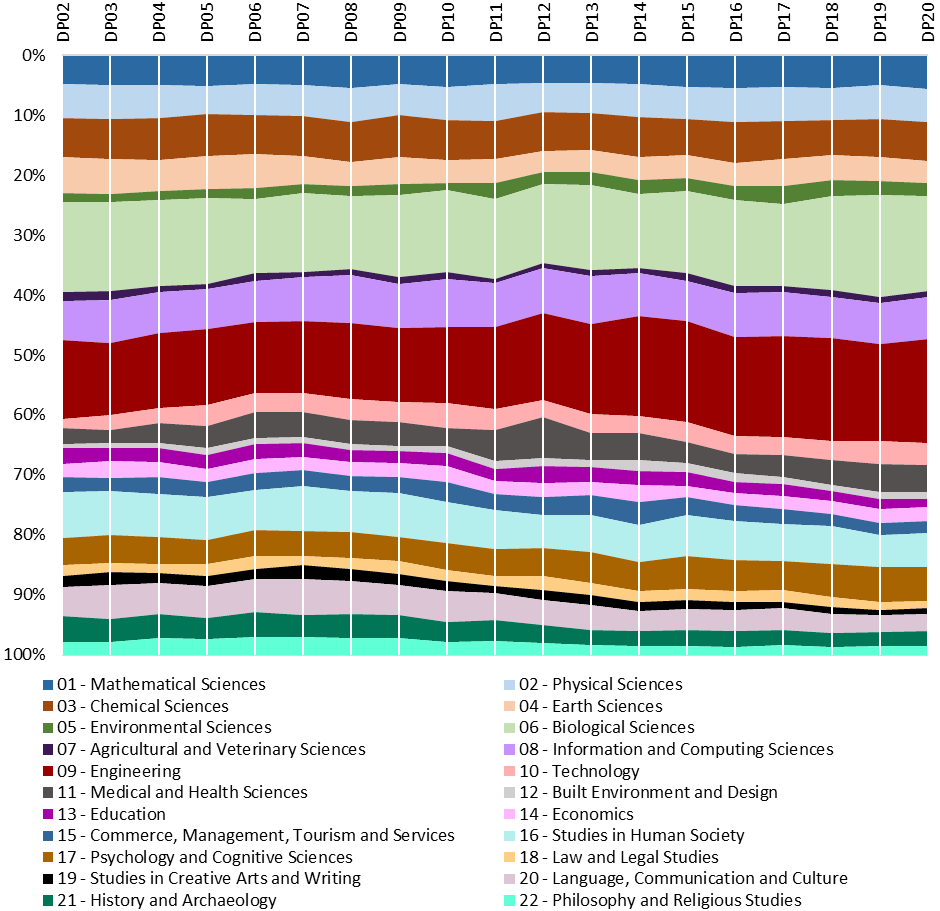 DP02 DP03 DP04 DP05 DP06 DP07 DP08 DP09 DP10 DP11 DP12 DP13 DP14 DP15 DP16 DP17 DP18 DP19 DP20
0%
10%
20%
30%
40%
50%
60%
70%
80%
90%
100%
01 - Mathematical Sciences 02 - Physical Sciences
03 - Chemical Sciences 04 - Earth Sciences
05 - Environmental Sciences 06 - Biological Sciences
07 - Agricultural and Veterinary Sciences 08 - Information and Computing Sciences
09 - Engineering 10 - Technology
11 - Medical and Health Sciences 12 - Built Environment and Design
13 - Education 14 - Economics
15 - Commerce, Management, Tourism and Services 16 - Studies in Human Society
17 - Psychology and Cognitive Sciences 18 - Law and Legal Studies
19 - Studies in Creative Arts and Writing 20 - Language, Communication and Culture
21 - History and Archaeology 22 - Philosophy and Religious Studies